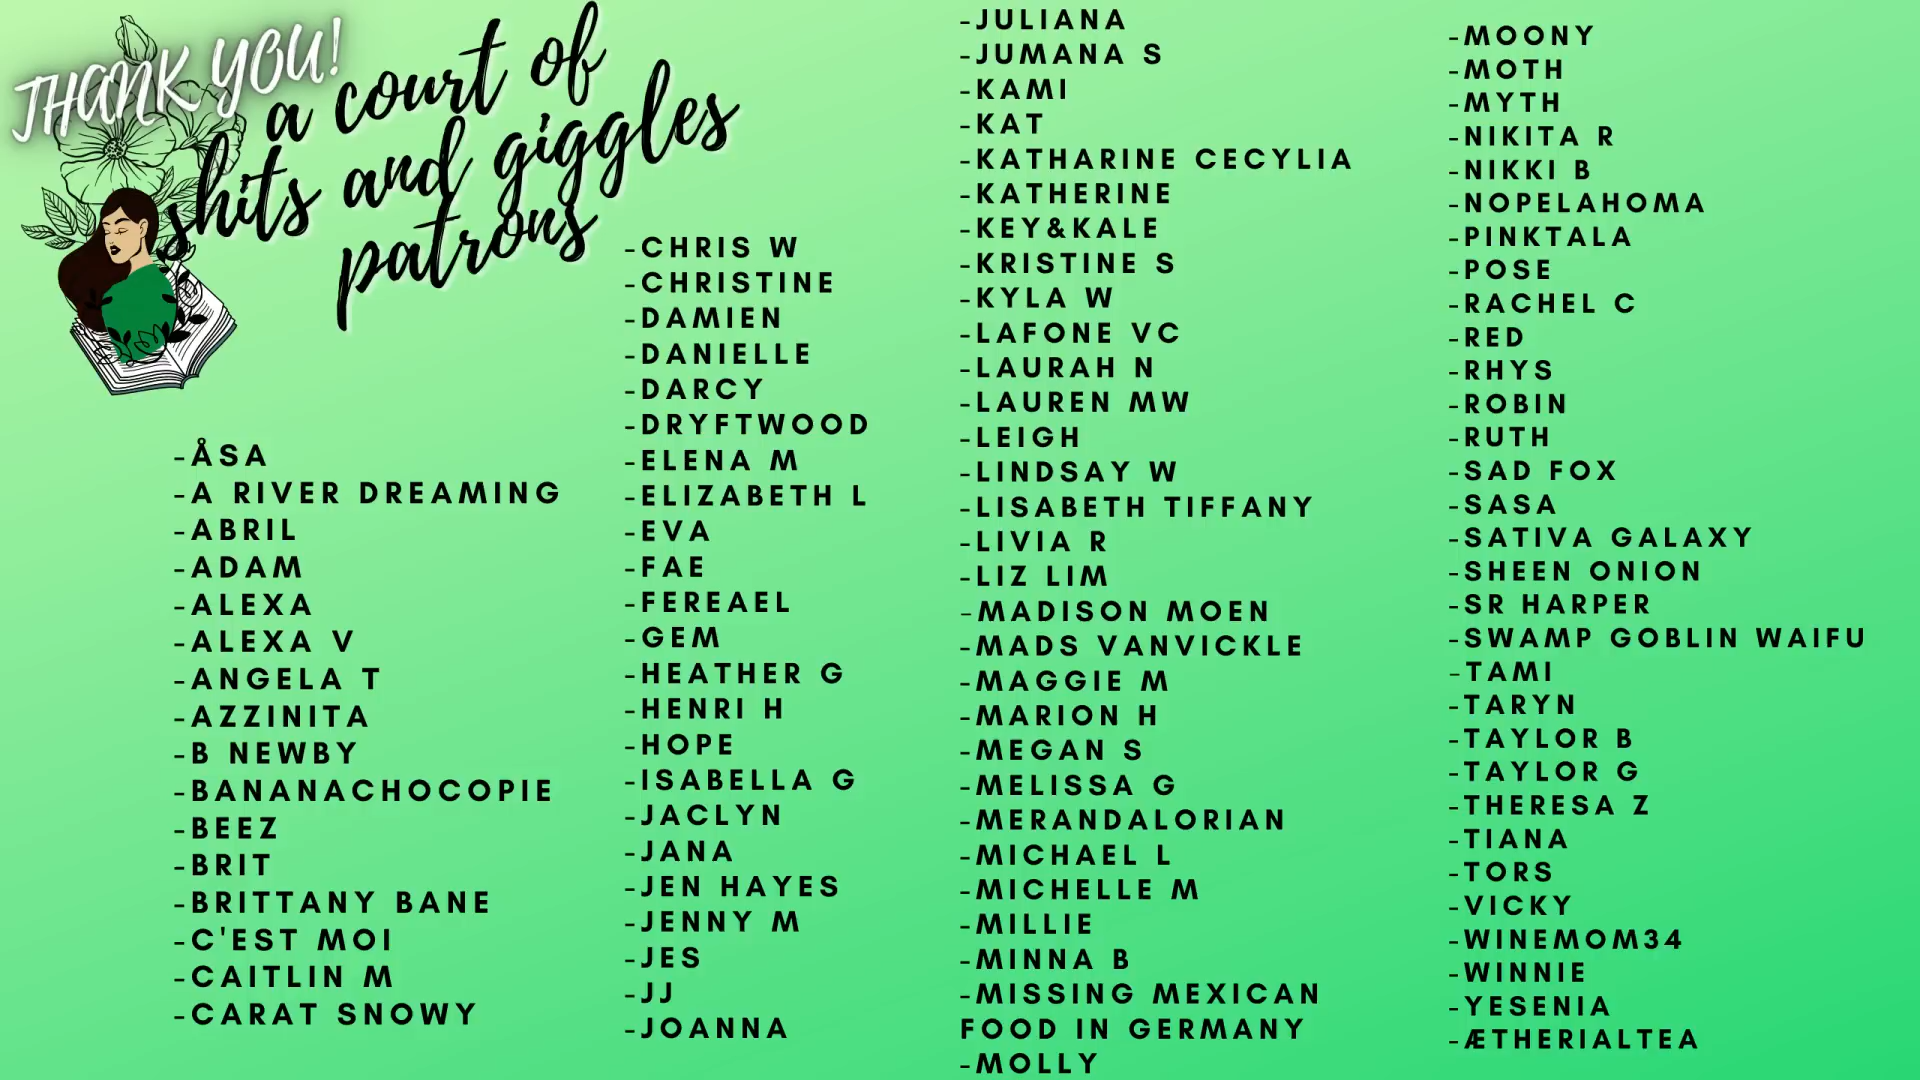 THANK YOU!
a court of
shits and giggles
patrons
-ÅSA
-A RIVER DREAMING
-ABRIL
-ADAM
-ALEXA
-ALEXA V
-ANGELA T
-AZZINITA
-B NEWBY
-BANANACHOCOPIE
-BEEZ
-BRIT
-BRITTANY BANE
-C'EST MOI
-CAITLIN M
-CARAT SNOWY
-CHRIS W
-CHRISTINE
-DAMIEN
-DANIELLE
-DARCY
-DRYFTWOOD
-ELENA M
-ELIZABETH L
-EVA
-FAE
-FEREAEL
-GEM
-HEATHER G
-HENRI H
-HOPE
-ISABELLA G
-JACLYN
-JANA
-JEN HAYES
-JENNY M
-JES
-JJ
-JOANNA
-JULIANA
-JUMANA S
-KAMI
-KAT
-KATHARINE CECYLIA
-KATHERINE
-KEY&KALE
-KRISTINE S
-KYLA W
-LAFONE VC
-LAURAH N
-LAUREN MW
-LEIGH
-LINDSAY W
-LISABETH TIFFANY
-LIVIA R
-LIZ LIM
-MADISON MOEN
-MADS VANVICKLE
-MAGGIE M
-MARION H
-MEGAN S
-MELISSA G
-MERANDALORIAN
-MICHAEL L
-MICHELLE M
-MILLIE
-MINNA B
-MISSING MEXICAN
FOOD IN GERMANY
-MOLLY
-MOONY
-MOTH
-MYTH
-NIKITA R
-NIKKI B
-NOPELAHOMA
-PINKTALA
-POSE
-RACHEL C
-RED
-RHYS
-ROBIN
-RUTH
-SAD FOX
-SASA
-SATIVA GALAXY
-SHEEN ONION
-SR HARPER
-SWAMP GOBLIN WAIFU
-TAMI
-TARYN
-TAYLOR B
-TAYLOR G
-THERESA Z
-TIANA
-TORS
-VICKY
-WINEMOM34
-WINNIE
-YESENIA
-ÆTHERIALTEA